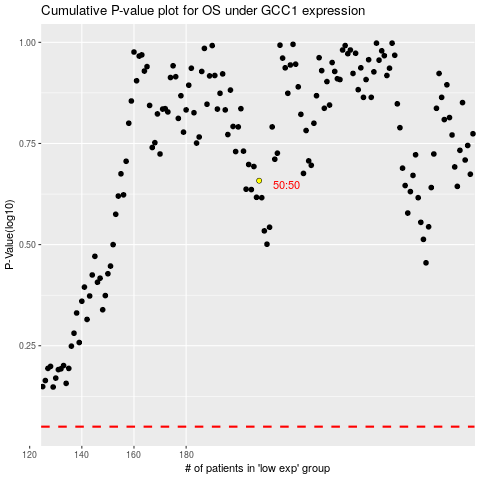 Cumulative P-value plot for OS under GCC1 expression
P-Value(log10)
1.00
0.75
0.50
0.25
50:50
120 140 160 180
# of patients in 'low exp' group